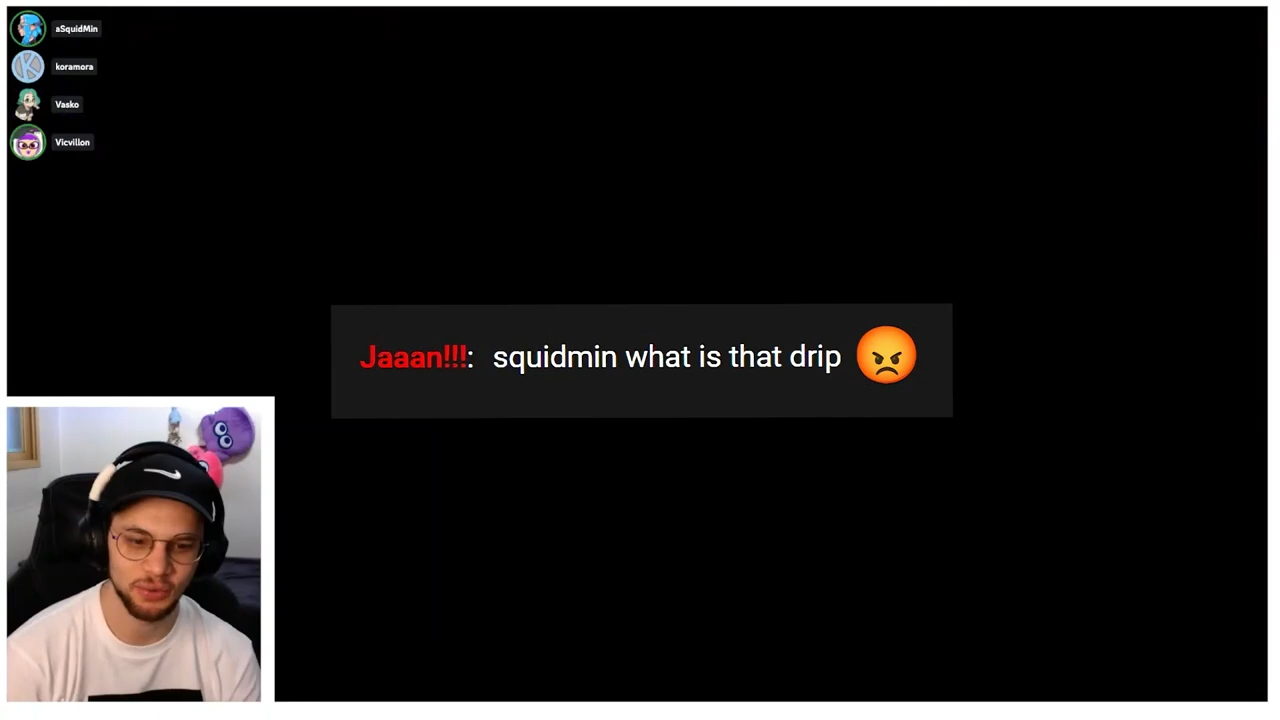 aSquidMin
koramora
Vasko
Vicvillon
Jaaan!!!: squidmin what is that drip 😡